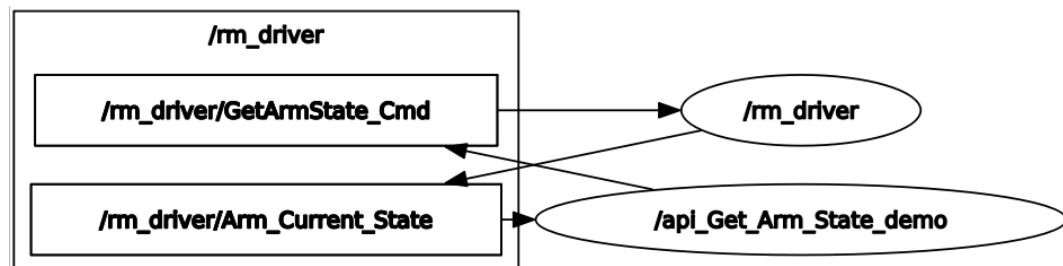 /rm_driver
/rm_driver/GetArmState_Cmd
/rm_driver
/rm_driver/Arm_Current_State
/api_Get_Arm_State_demo